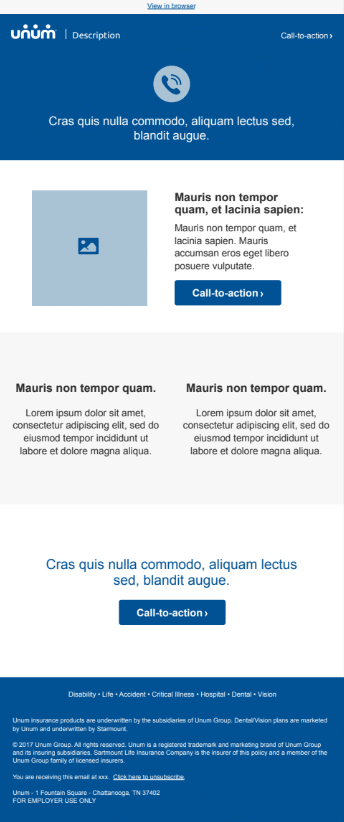 View in browser
unum | Description
Call-to-action ›
Cras quis nulla commodo, aliquam lectus sed,
blandit augue.
Mauris non tempor
quam, et lacinia sapien:
Mauris non tempor quam, et
lacinia sapien. Mauris
accumsan eros eget libero
posuere vulputate.
Call-to-action ›
Mauris non tempor quam.
Lorem ipsum dolor sit amet,
consectetur adipiscing elit, sed do
eiusmod tempor incididunt ut
labore et dolore magna aliqua.
Mauris non tempor quam.
Lorem ipsum dolor sit amet,
consectetur adipiscing elit, sed do
eiusmod tempor incididunt ut
labore et dolore magna aliqua.
Cras quis nulla commodo, aliquam lectus
sed, blandit augue.
Call-to-action ›
Disability • Life • Accident • Critical Illness • Hospital • Dental • Vision
Unum insurance products are underwritten by the subsidiaries of Unum Group. Dental/Vision plans are marketed
by Unum and underwritten by Starmount.
© 2017 Unum Group. All rights reserved. Unum is a registered trademark and marketing brand of Unum Group
and its insuring subsidiaries. Sartmount Life Insurance Company is the insurer of this policy and a member of the
Unum Group family of licensed insurers.
You are receiving this email at xxx. Click here to unsubscribe.
Unum - 1 Fountain Square - Chattanooga, TN 37402
FOR EMPLOYER USE ONLY